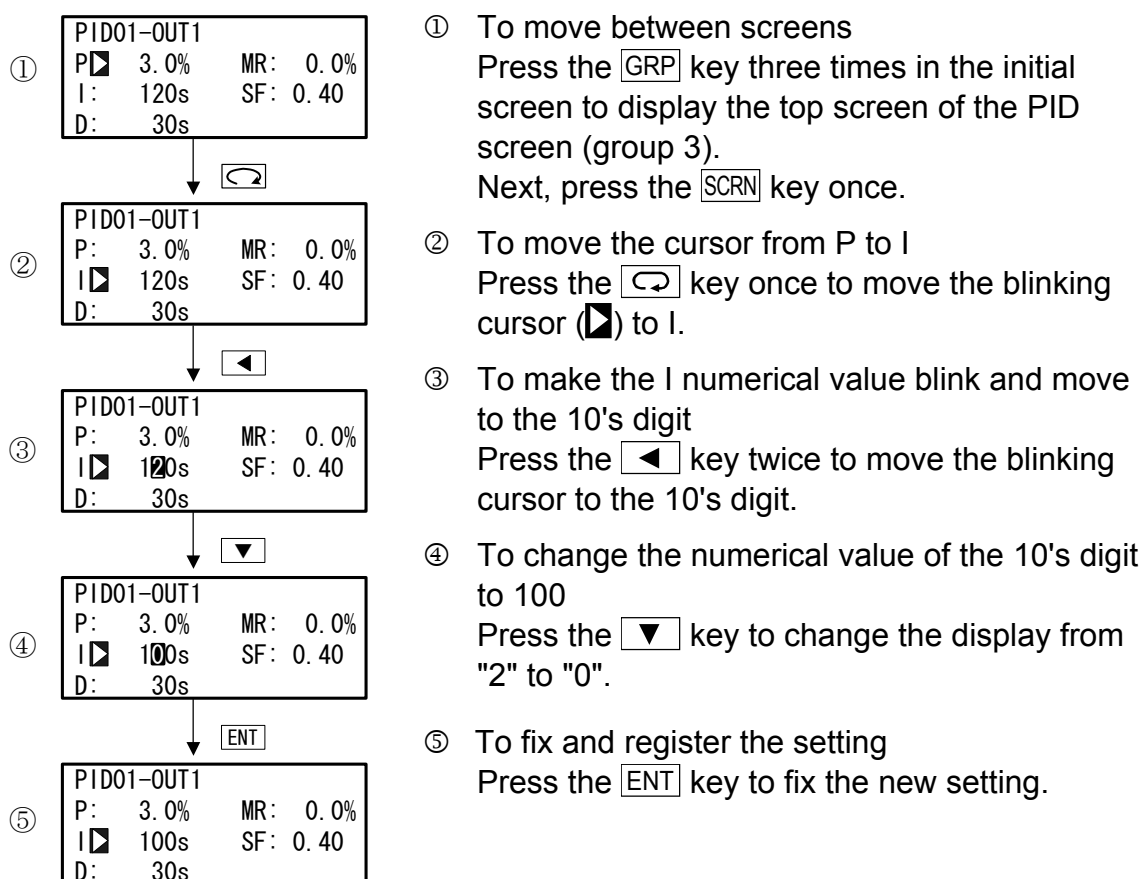 ①
PID01-OUT1
P▷ 3.0% MR: 0.0%
I: 120s SF: 0.40
D: 30s
②
PID01-OUT1
P: 3.0% MR: 0.0%
I▷ 120s SF: 0.40
D: 30s
◀
③
PID01-OUT1
P: 3.0% MR: 0.0%
I▷ 120s SF: 0.40
D: 30s
▼
④
PID01-OUT1
P: 3.0% MR: 0.0%
I▷ 100s SF: 0.40
D: 30s
ENT
⑤
PID01-OUT1
P: 3.0% MR: 0.0%
I▷ 100s SF: 0.40
D: 30s
① To move between screens
Press the GRP key three times in the initial
screen to display the top screen of the PID
screen (group 3).
Next, press the SCRN key once.
② To move the cursor from P to I
Press the key once to move the blinking
cursor (▷) to I.
③ To make the I numerical value blink and move
to the 10's digit
Press the ◀ key twice to move the blinking
cursor to the 10's digit.
④ To change the numerical value of the 10's digit
to 100
Press the ▼ key to change the display from
"2" to "0".
⑤ To fix and register the setting
Press the ENT key to fix the new setting.